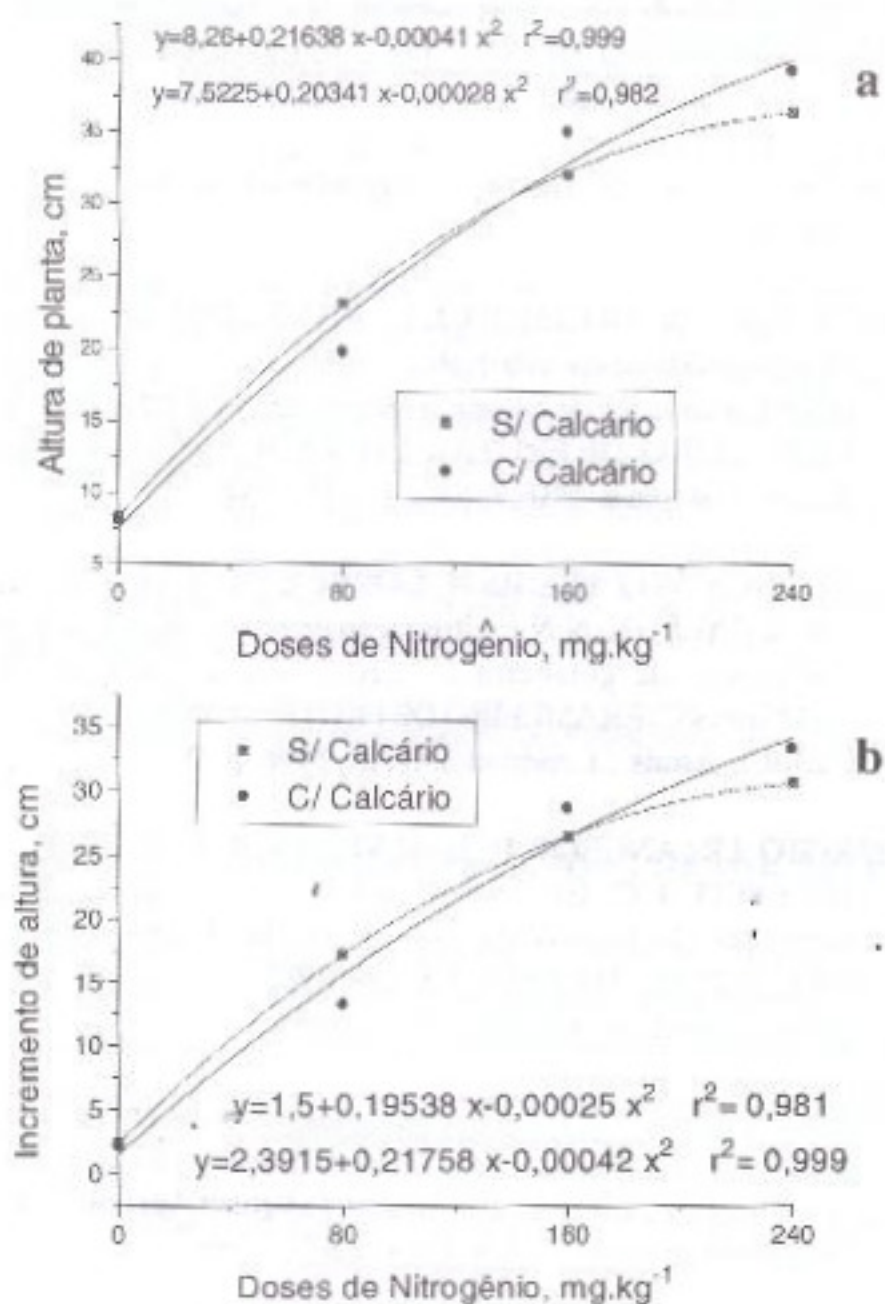 y=8,26+0,21638 x-0,00041 x² r²=0,999
y=7,5225+0,20341 x-0,00028 x² r²=0,982
a
40
35
30
25
20
15
10
5
Altura de planta, cm
S/ Calcário
C/ Calcário
0 80 160 240
Doses de Nitrogênio, mg.kg⁻¹
b
35
30
25
20
15
10
5
0
Incremento de altura, cm
S/ Calcário
C/ Calcário
y=1,5+0,19538 x-0,00025 x² r²= 0,981
y=2,3915+0,21758 x-0,00042 x² r²= 0,999
0 80 160 240
Doses de Nitrogênio, mg.kg⁻¹